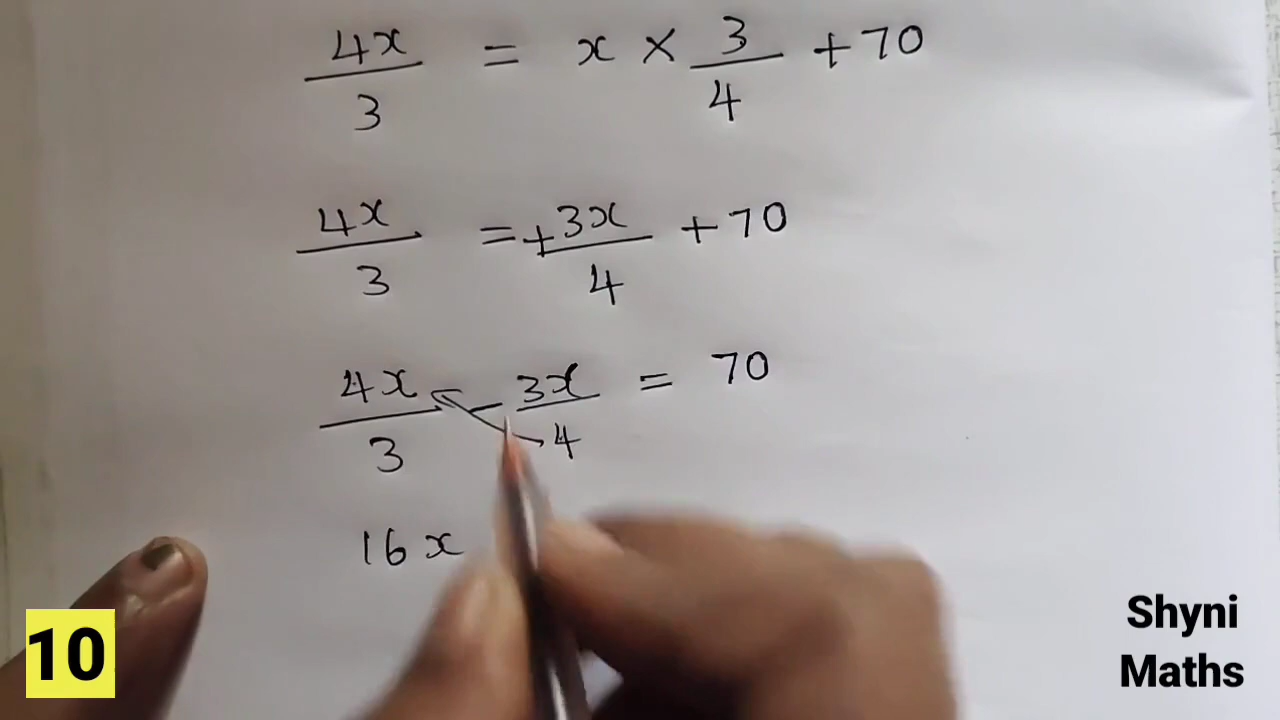 4x/3 = x × 3/4 + 70
4x/3 = +3x/4 + 70
4x/3 - 3x/4 = 70
16x
10
Shyni
Maths